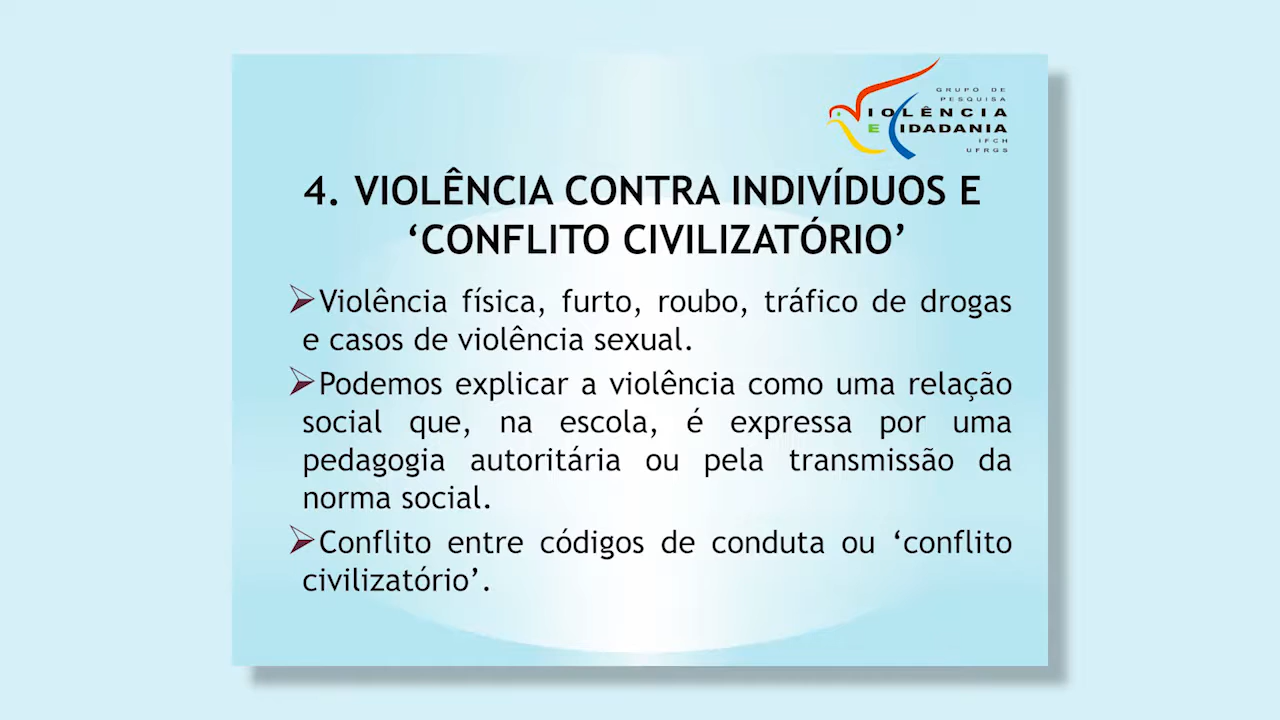 GRUPO DE
PESQUISA
VIOLÊNCIA
E CIDADANIA
IFCH
UFRGS
4. VIOLÊNCIA CONTRA INDIVÍDUOS E
‘CONFLITO CIVILIZATÓRIO’
➢Violência física, furto, roubo, tráfico de drogas
e casos de violência sexual.
➢Podemos explicar a violência como uma relação
social que, na escola, é expressa por uma
pedagogia autoritária ou pela transmissão da
norma social.
➢Conflito entre códigos de conduta ou ‘conflito
civilizatório’.